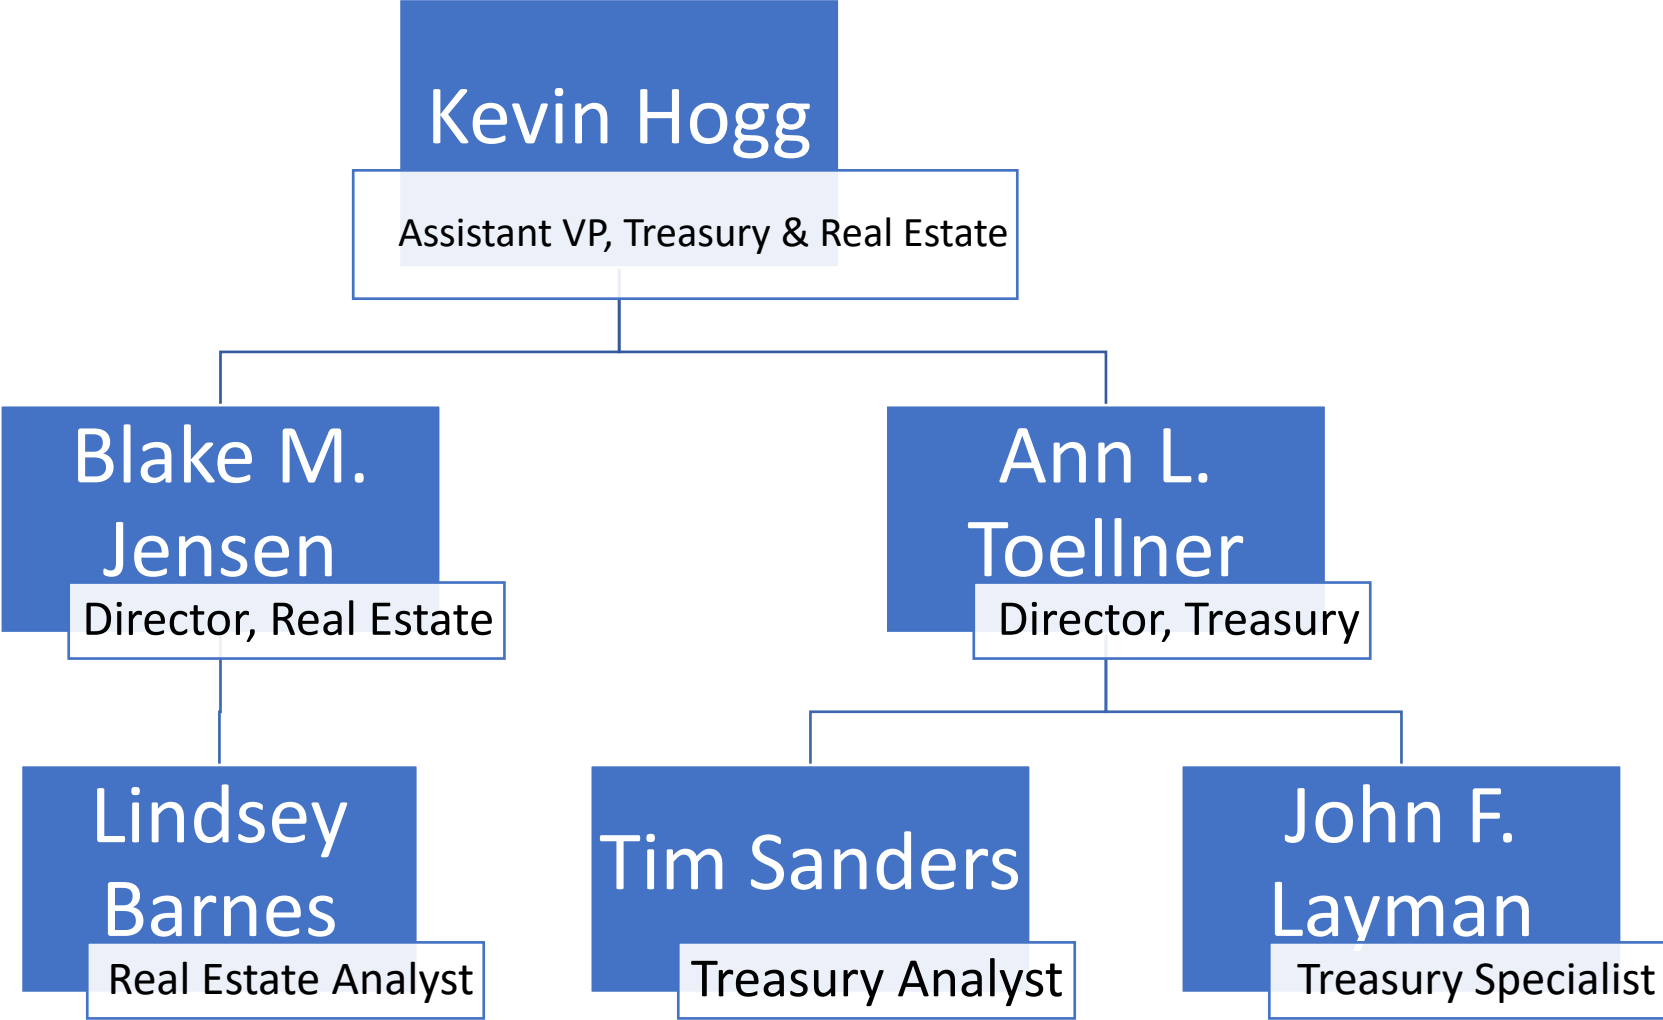 Kevin Hogg
Assistant VP, Treasury & Real Estate
Blake M.
Jensen
Director, Real Estate
Ann L.
Toellner
Director, Treasury
Lindsey
Barnes
Real Estate Analyst
Tim Sanders
Treasury Analyst
John F.
Layman
Treasury Specialist